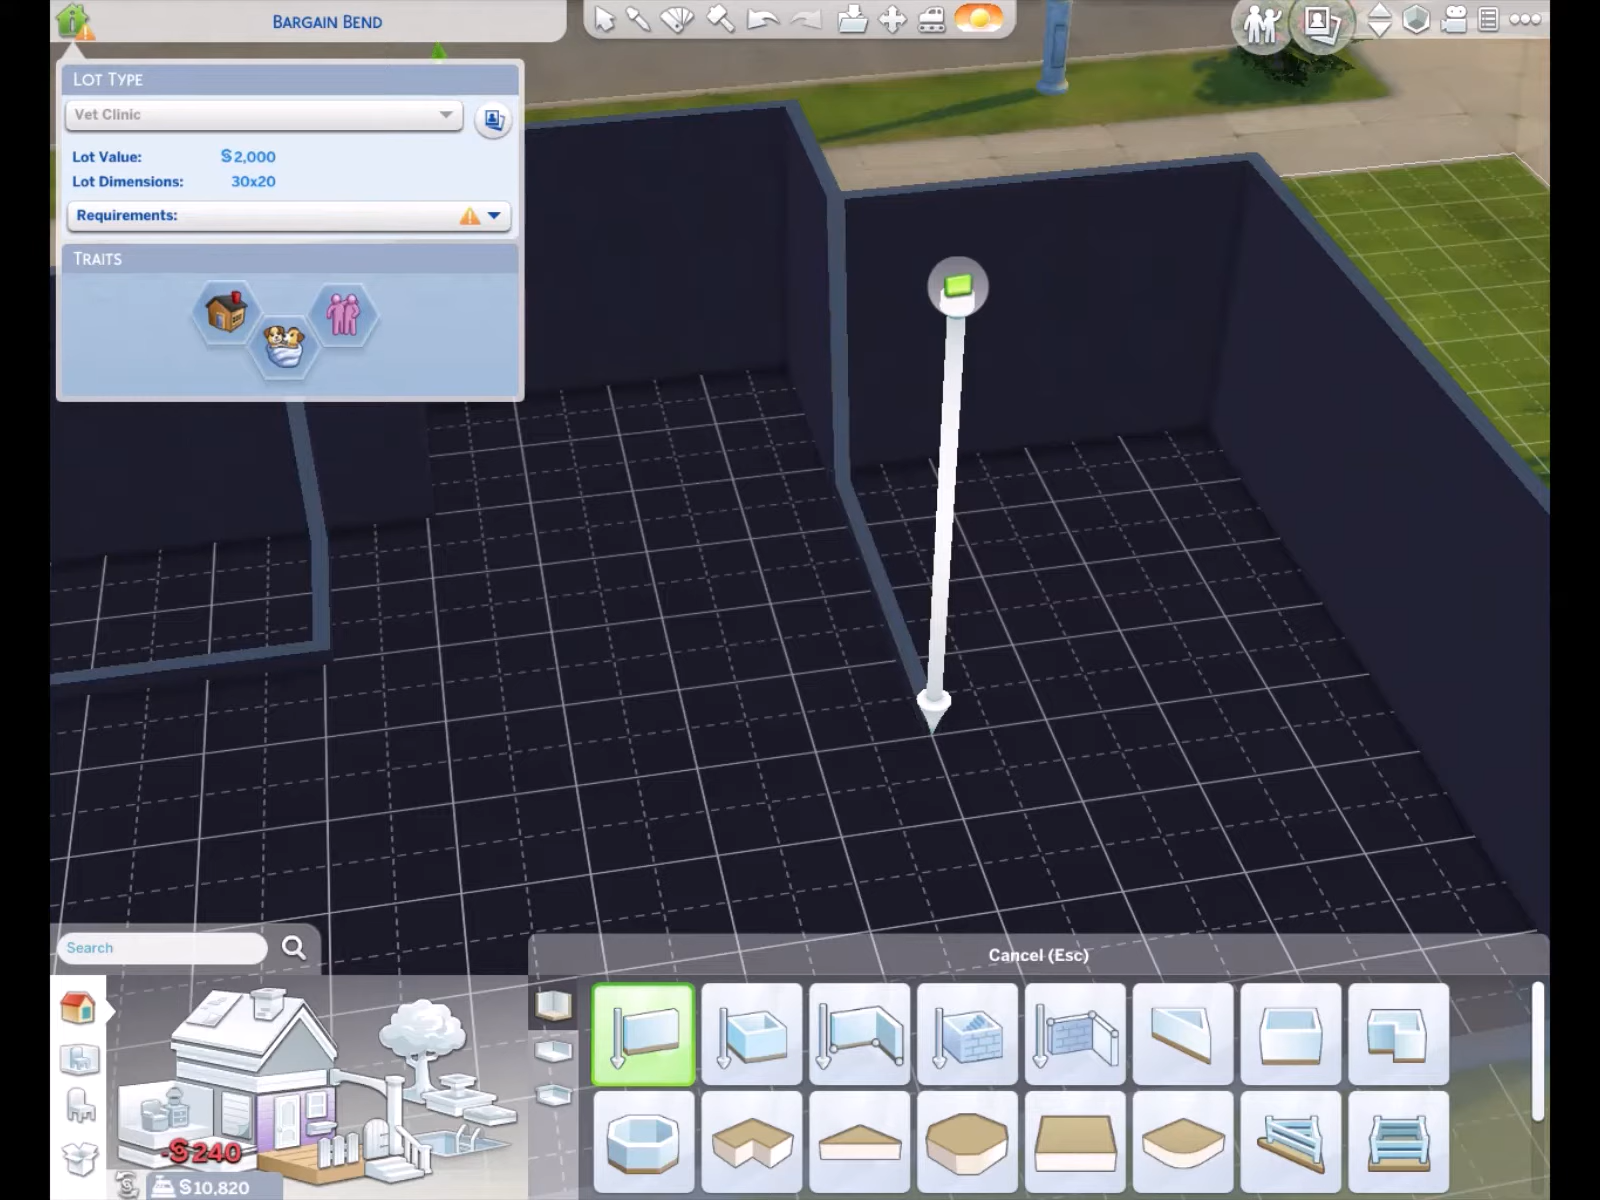 BARGAIN BEND
LOT TYPE
Vet Clinic
Lot Value: §2,000
Lot Dimensions: 30x20
Requirements:
TRAITS
Search
Cancel (Esc)
-§240
§10,820